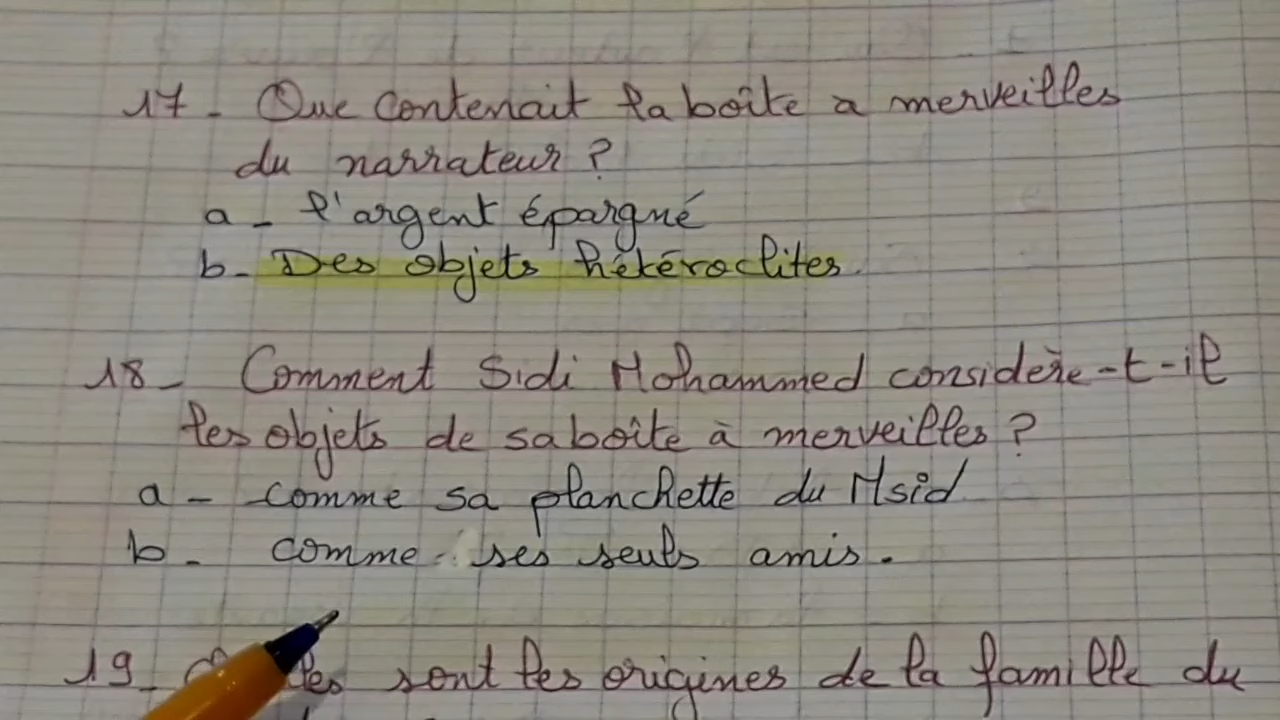 17 - Que contenait la boîte a merveilles
du narrateur ?
a - l'argent épargné
b - Des objets hétéroclites.
18 - Comment Sidi Mohammed considère-t-il
les objets de sa boîte à merveilles ?
a - comme sa planchette du Msid
b - comme ses seuls amis.
19 - sont les origines de la famille du